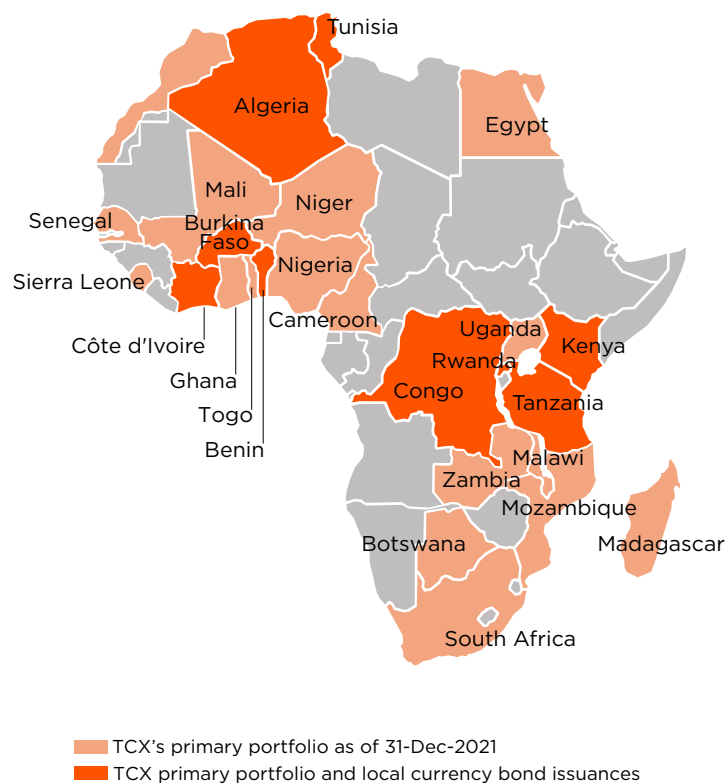 Tunisia
Algeria
Egypt
Mali
Niger
Senegal
Burkina
Faso
Nigeria
Sierra Leone
Cameroon
Uganda
Côte d'Ivoire
Kenya
Rwanda
Ghana
Congo
Tanzania
Togo
Benin
Malawi
Zambia
Mozambique
Botswana
Madagascar
South Africa
TCX's primary portfolio as of 31-Dec-2021
TCX primary portfolio and local currency bond issuances